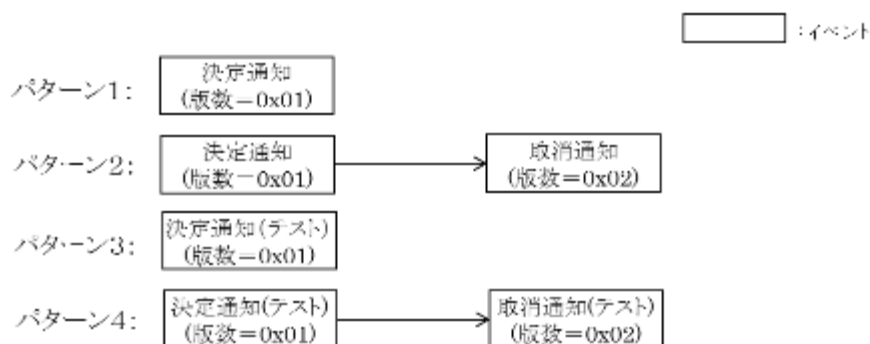 ：イベント
パターン1：
決定通知
(版数＝0x01)
パターン2：
決定通知
(版数＝0x01)
取消通知
(版数＝0x02)
パターン3：
決定通知(テスト)
(版数＝0x01)
パターン4：
決定通知(テスト)
(版数＝0x01)
取消通知(テスト)
(版数＝0x02)